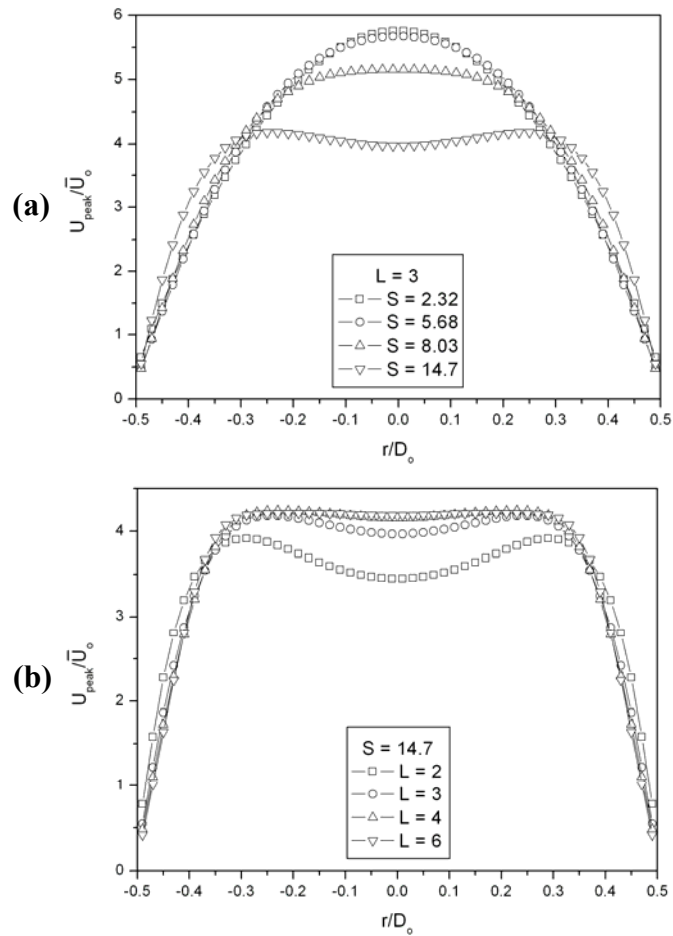 (a)
U_peak/U̅_o
6
5
4
3
2
1
0
L = 3
S = 2.32
S = 5.68
S = 8.03
S = 14.7
-0.5 -0.4 -0.3 -0.2 -0.1 0.0 0.1 0.2 0.3 0.4 0.5
r/D_o
(b)
U_peak/U̅_o
4
3
2
1
0
S = 14.7
L = 2
L = 3
L = 4
L = 6
-0.5 -0.4 -0.3 -0.2 -0.1 0.0 0.1 0.2 0.3 0.4 0.5
r/D_o